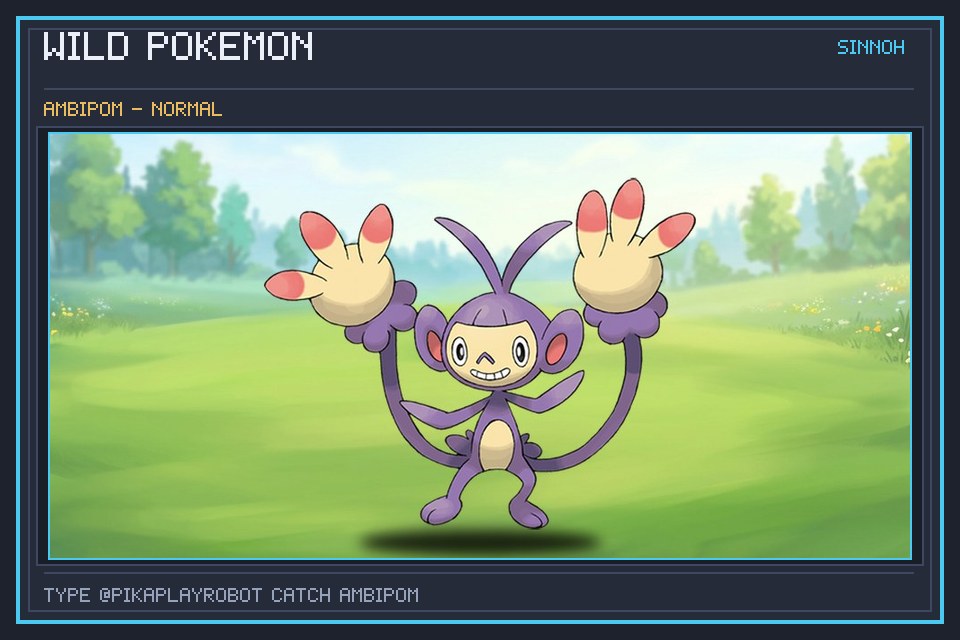 WILD POKEMON
SINNOH
AMBIPOM - NORMAL
TYPE @PIKAPLAYROBOT CATCH AMBIPOM